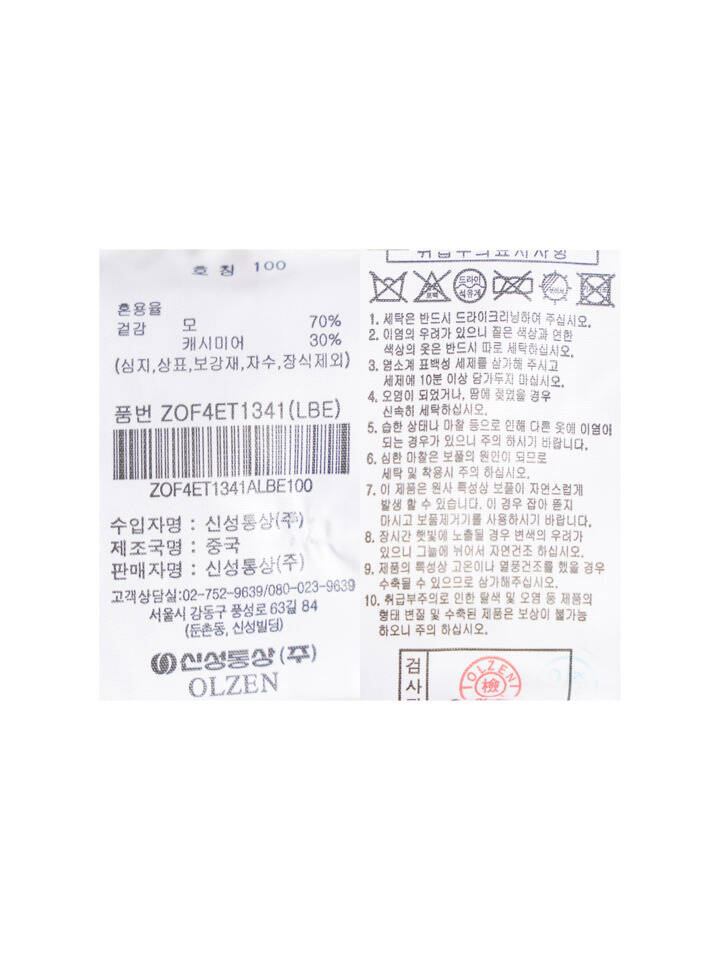 호 칭 100
혼용율
겉감 모 70%
캐시미어 30%
(심지,상표,보강재,자수,장식제외)
품번 ZOF4ET1341(LBE)
ZOF4ET1341ALBE100
수입자명 : 신성통상(주)
제조국명 : 중국
판매자명 : 신성통상(주)
고객상담실:02-752-9639/080-023-9639
서울시 강동구 풍성로 63길 84
(둔촌동, 신성빌딩)
신성통상(주)
OLZEN
취급주의표시사항
드라이
석유계
1. 세탁은 반드시 드라이크리닝하여 주십시오.
2. 이염의 우려가 있으니 짙은 색상과 연한
색상의 옷은 반드시 따로 세탁하십시오.
3. 염소계 표백성 세제를 삼가해 주시고
세제에 10분 이상 담가두지 마십시오.
4. 오염이 되었거나, 땀에 젖었을 경우
신속히 세탁하십시오.
5. 습한 상태나 마찰 등으로 인해 다른 옷에 이염이
되는 경우가 있으니 주의 하시기 바랍니다.
6. 심한 마찰은 보풀의 원인이 되므로
세탁 및 착용시 주의 하십시오.
7. 이 제품은 원사 특성상 보풀이 자연스럽게
발생 할 수 있습니다. 이 경우 잡아 뜯지
마시고 보풀제거기를 사용하시기 바랍니다.
8. 장시간 햇빛에 노출될 경우 변색의 우려가
있으니 그늘에 뉘어서 자연건조 하십시오.
9. 제품의 특성상 고온이나 열풍건조를 했을 경우
수축될 수 있으므로 삼가해주십시오.
10. 취급부주의로 인한 탈색 및 오염 등 제품의
형태 변질 및 수축된 제품은 보상이 불가능
하오니 주의 하십시오.
검사
OLZEN
檢